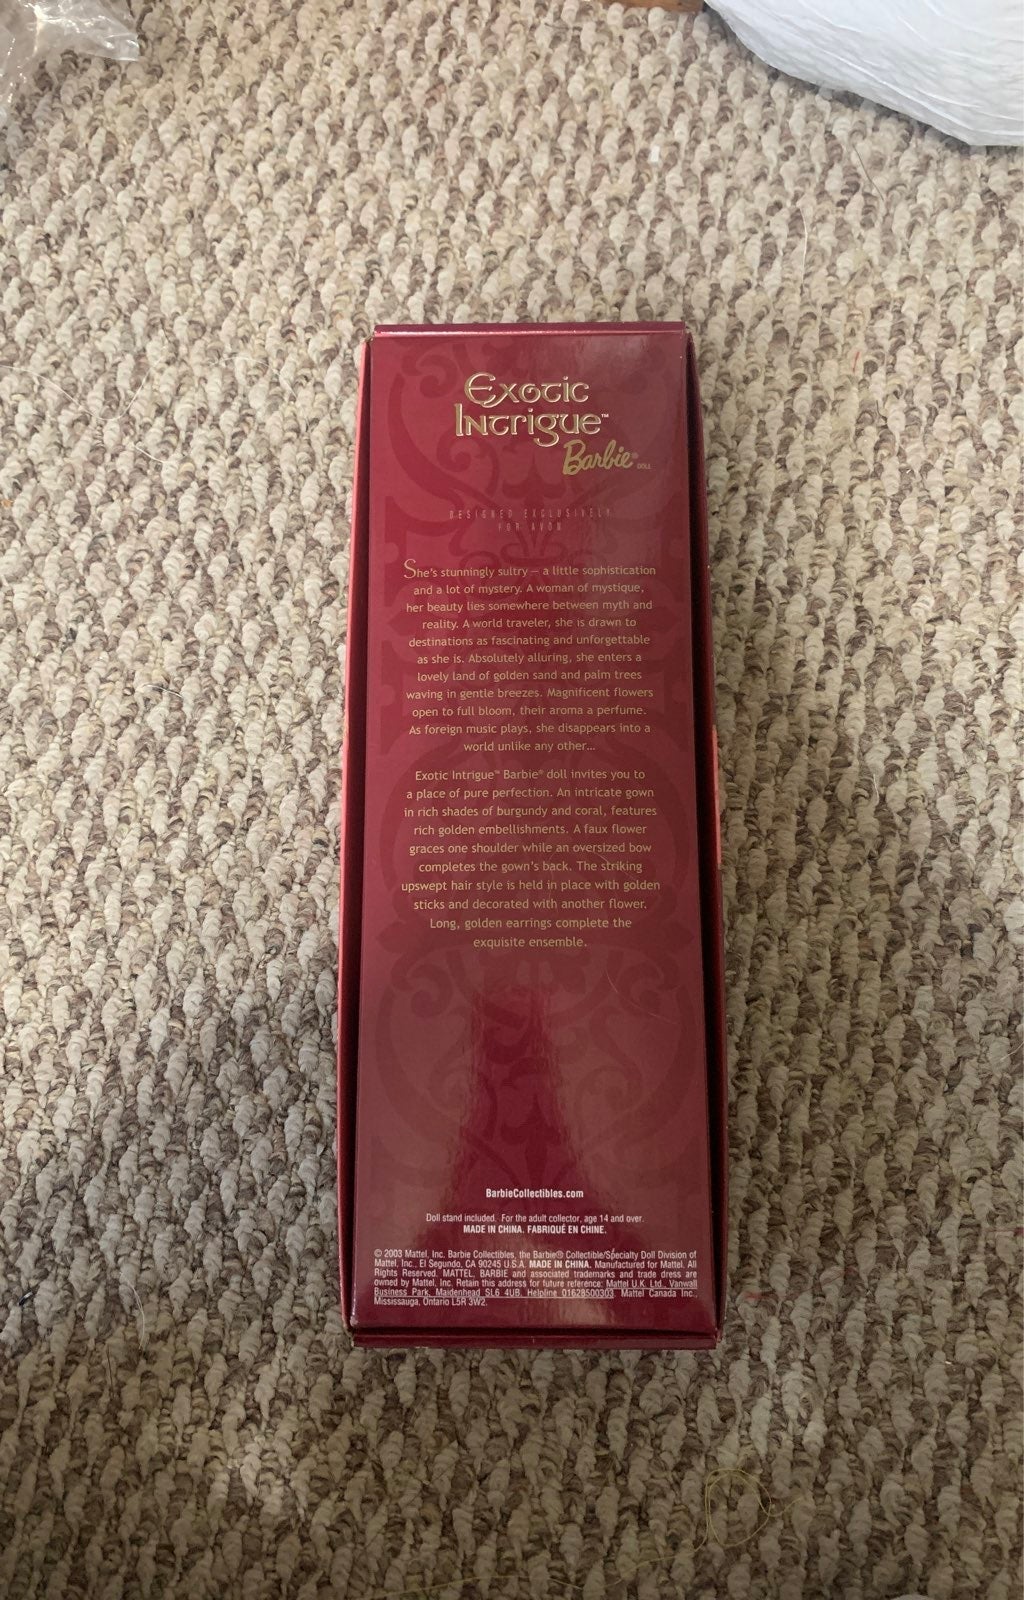 Exotic
Intrigue™
Barbie® DOLL
DESIGNED EXCLUSIVELY
FOR AVON
She's stunningly sultry — a little sophistication
and a lot of mystery. A woman of mystique,
her beauty lies somewhere between myth and
reality. A world traveler, she is drawn to
destinations as fascinating and unforgettable
as she is. Absolutely alluring, she enters a
lovely land of golden sand and palm trees
waving in gentle breezes. Magnificent flowers
open to full bloom, their aroma a perfume.
As foreign music plays, she disappears into a
world unlike any other...
Exotic Intrigue™ Barbie® doll invites you to
a place of pure perfection. An intricate gown
in rich shades of burgundy and coral, features
rich golden embellishments. A faux flower
graces one shoulder while an oversized bow
completes the gown's back. The striking
upswept hair style is held in place with golden
sticks and decorated with another flower.
Long, golden earrings complete the
exquisite ensemble.
BarbieCollectibles.com
Doll stand included. For the adult collector, age 14 and over.
MADE IN CHINA. FABRIQUÉ EN CHINE.
© 2003 Mattel, Inc. Barbie Collectibles, the Barbie® Collectible/Specialty Doll Division of
Mattel, Inc., El Segundo, CA 90245 U.S.A. MADE IN CHINA. Manufactured for Mattel. All
Rights Reserved. MATTEL, BARBIE and associated trademarks and trade dress are
owned by Mattel, Inc. Retain this address for future reference: Mattel U.K. Ltd., Vanwall
Business Park, Maidenhead SL6 4UB. Helpline 01628500303. Mattel Canada Inc.,
Mississauga, Ontario L5R 3W2.